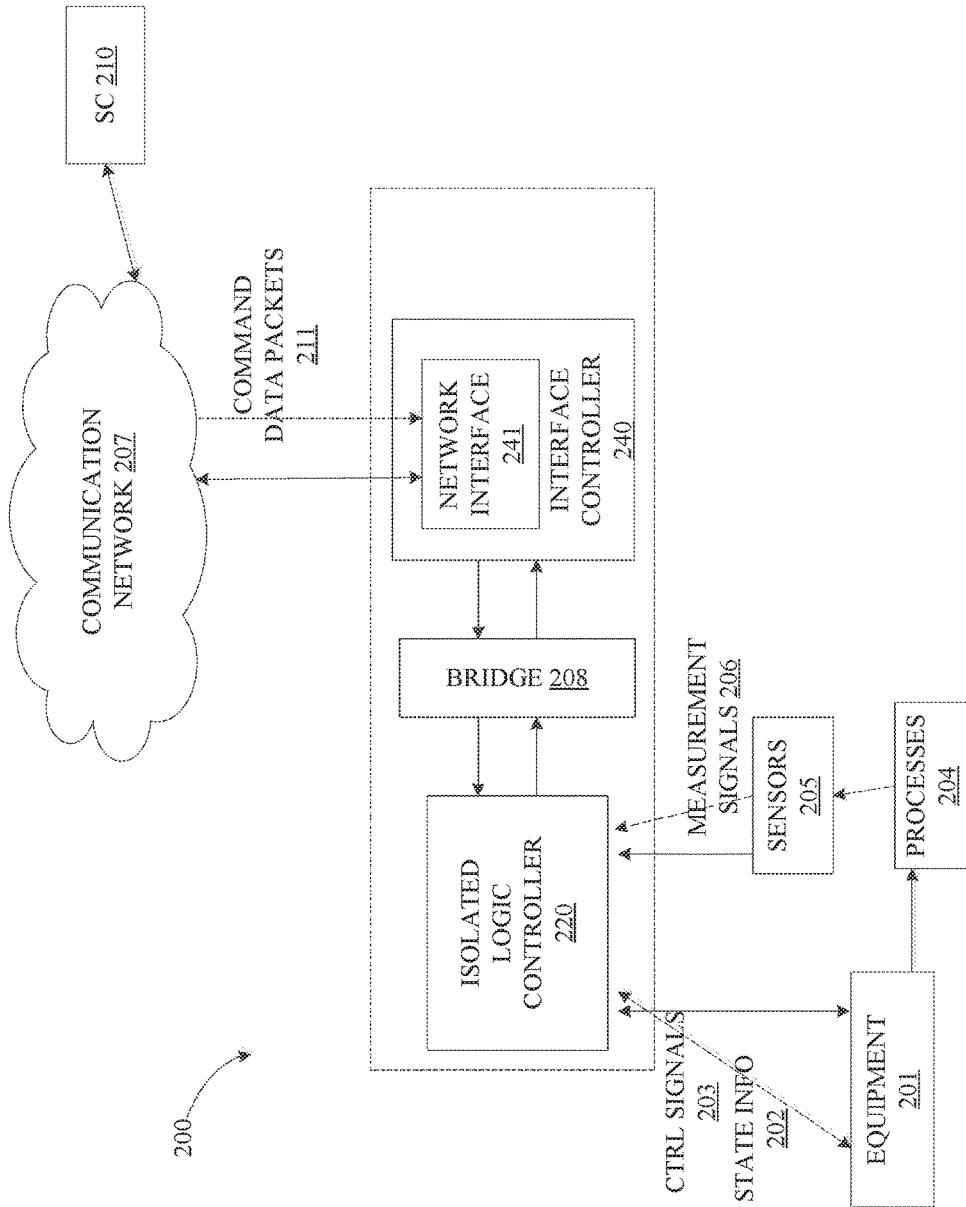 200
COMMUNICATION
NETWORK 207
SC 210
COMMAND
DATA PACKETS
211
ISOLATED
LOGIC
CONTROLLER
220
BRIDGE 208
NETWORK
INTERFACE
241
INTERFACE
CONTROLLER
240
CTRL SIGNALS
203
STATE INFO
202
MEASUREMENT
SIGNALS 206
SENSORS
205
EQUIPMENT
201
PROCESSES
204